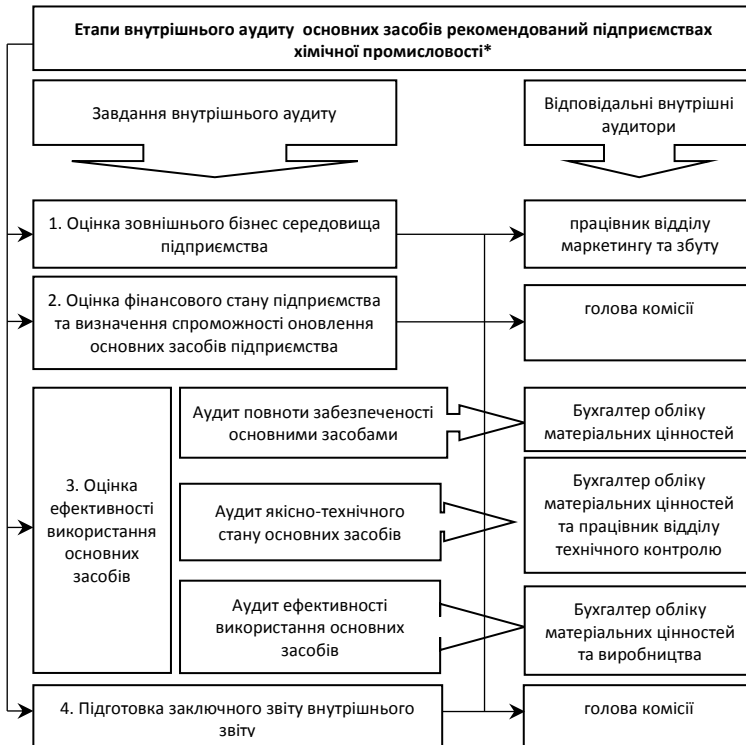 Етапи внутрішнього аудиту основних засобів рекомендований підприємствах
хімічної промисловості*
Завдання внутрішнього аудиту
Відповідальні внутрішні
аудитори
1. Оцінка зовнішнього бізнес середовища
підприємства
працівник відділу
маркетингу та збуту
2. Оцінка фінансового стану підприємства
та визначення спроможності оновлення
основних засобів підприємства
голова комісії
3. Оцінка
ефективності
використання
основних
засобів
Аудит повноти забезпеченості
основними засобами
Бухгалтер обліку
матеріальних цінностей
Аудит якісно-технічного
стану основних засобів
Бухгалтер обліку
матеріальних цінностей
та працівник відділу
технічного контролю
Аудит ефективності
використання основних
засобів
Бухгалтер обліку
матеріальних цінностей
та виробництва
4. Підготовка заключного звіту внутрішнього
звіту
голова комісії